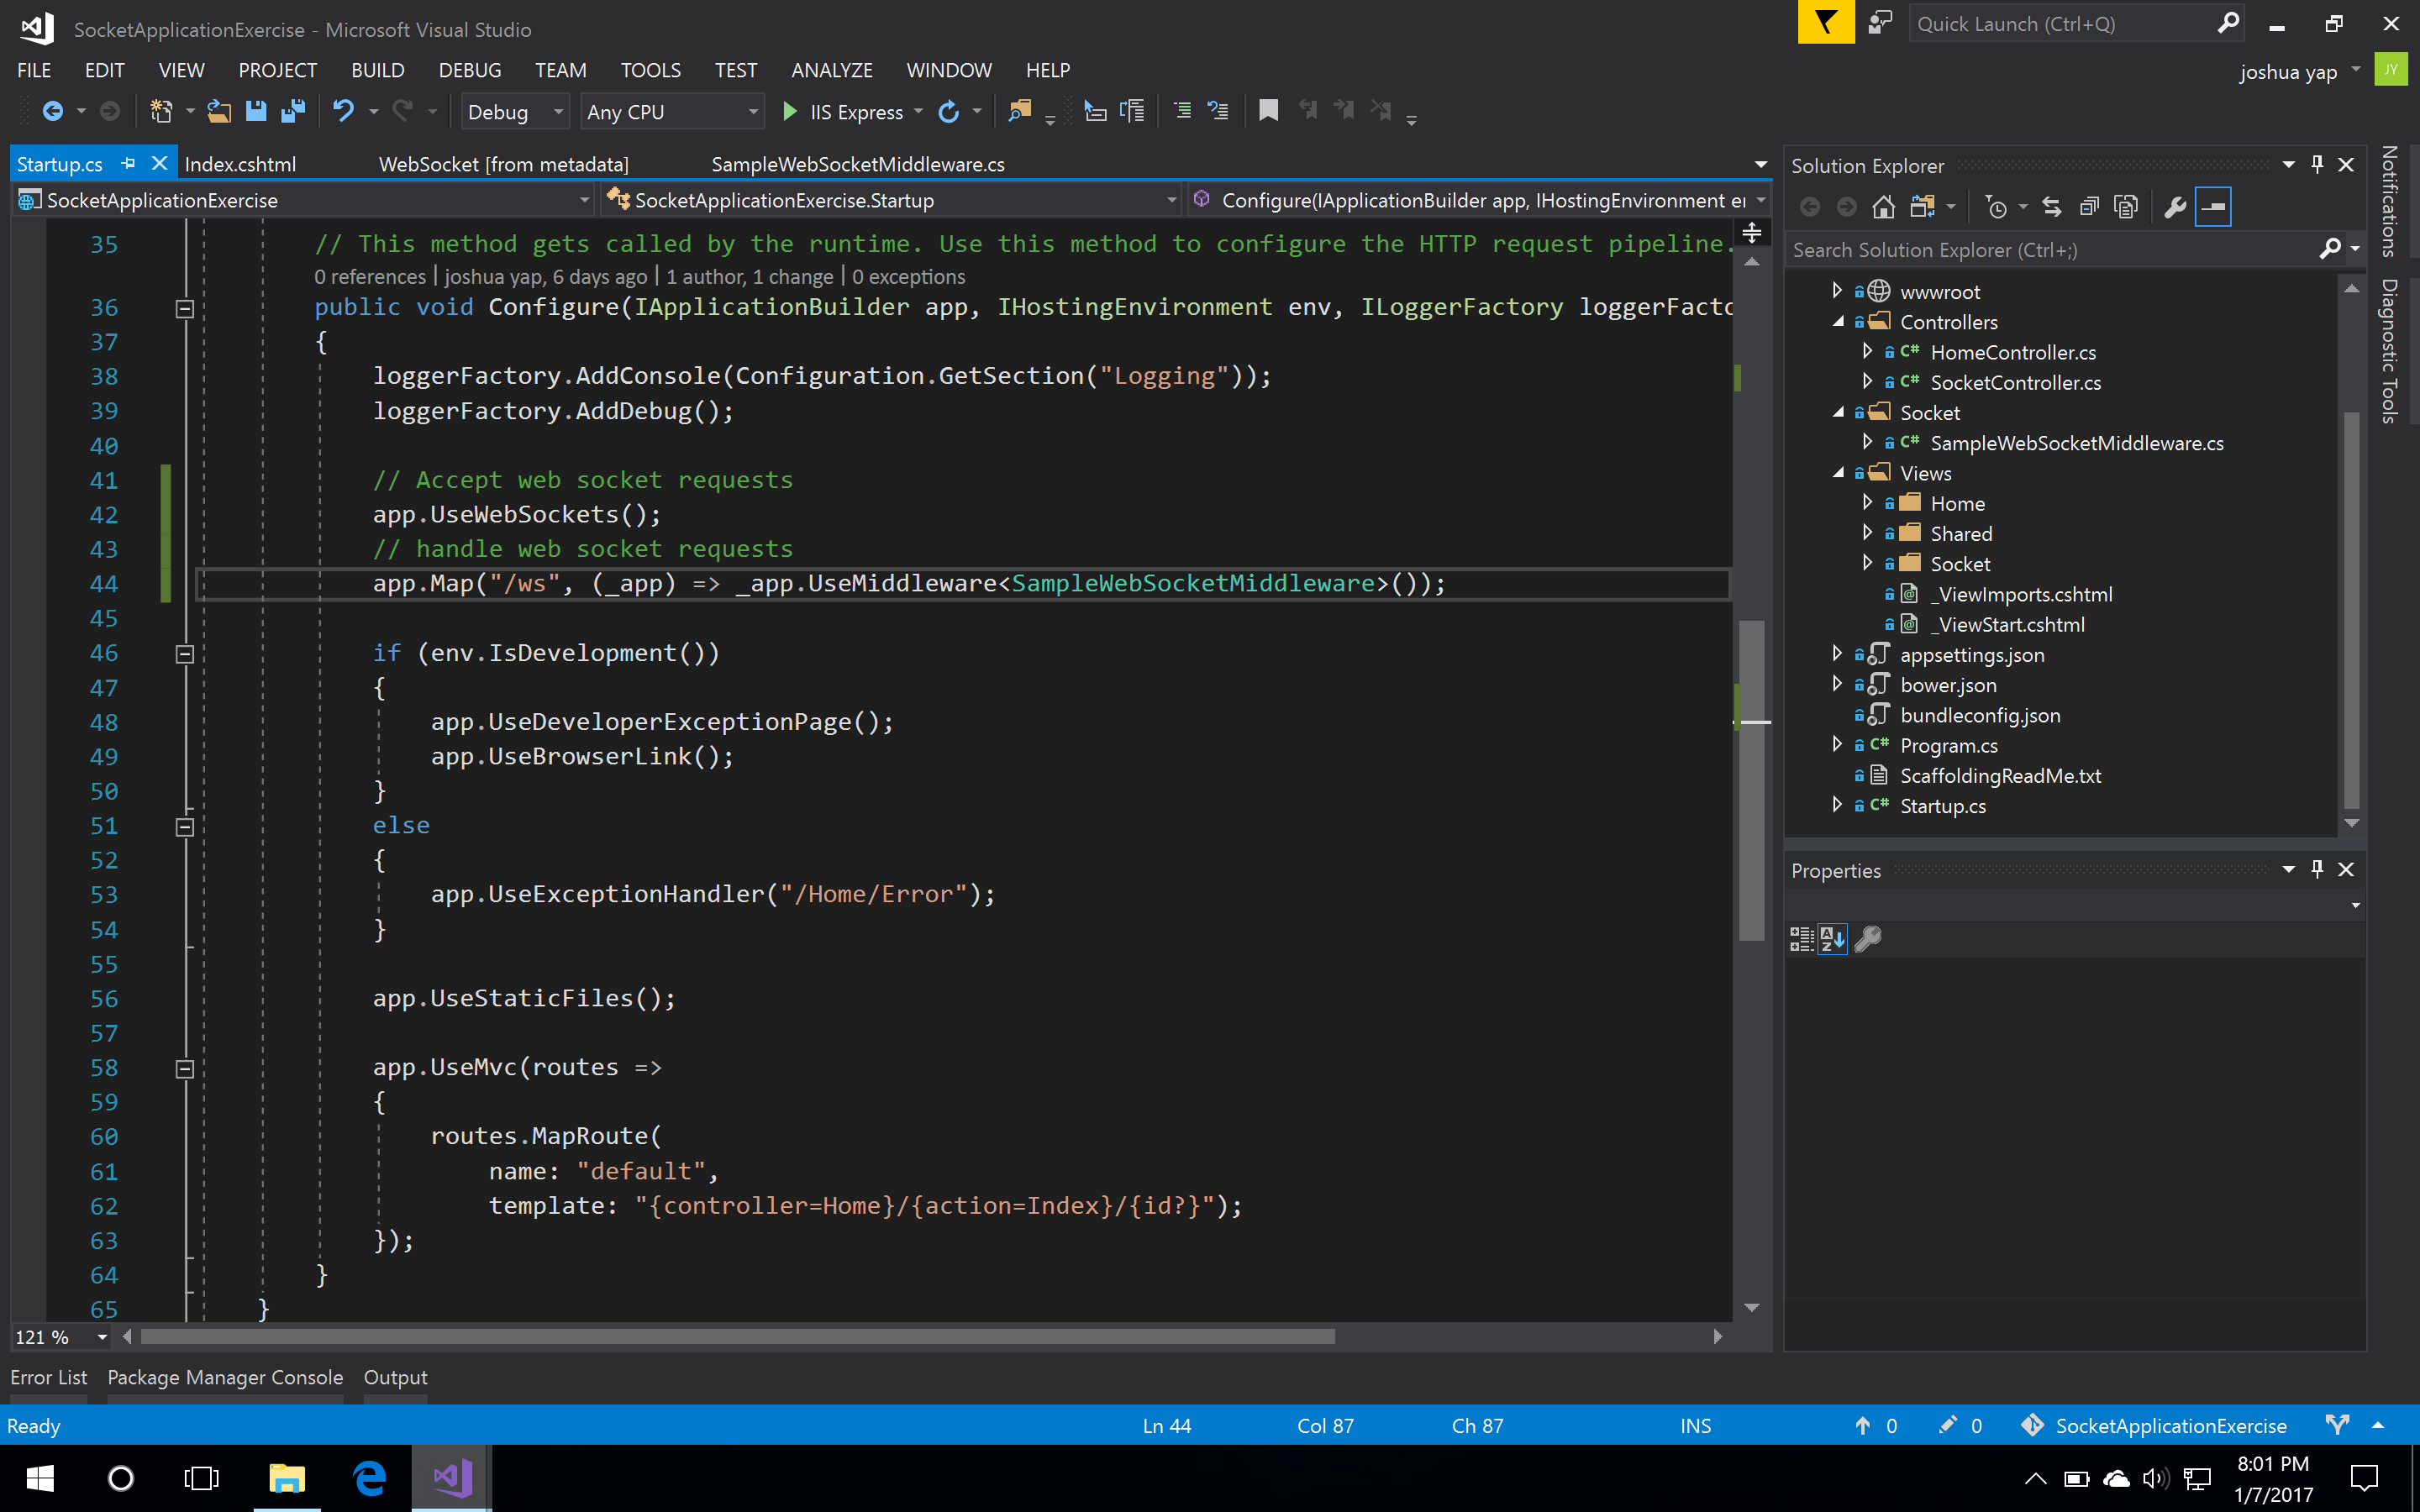 SocketApplicationExercise - Microsoft Visual Studio
Quick Launch (Ctrl+Q)
FILE EDIT VIEW PROJECT BUILD DEBUG TEAM TOOLS TEST ANALYZE WINDOW HELP
joshua yap JY
Debug Any CPU IIS Express
Startup.cs Index.cshtml WebSocket [from metadata] SampleWebSocketMiddleware.cs
SocketApplicationExercise SocketApplicationExercise.Startup Configure(IApplicationBuilder app, IHostingEnvironment er
35 // This method gets called by the runtime. Use this method to configure the HTTP request pipeline.
0 references | joshua yap, 6 days ago | 1 author, 1 change | 0 exceptions
36 public void Configure(IApplicationBuilder app, IHostingEnvironment env, ILoggerFactory loggerFacto
37 {
38 loggerFactory.AddConsole(Configuration.GetSection("Logging"));
39 loggerFactory.AddDebug();
40
41 // Accept web socket requests
42 app.UseWebSockets();
43 // handle web socket requests
44 app.Map("/ws", (_app) => _app.UseMiddleware<SampleWebSocketMiddleware>());
45
46 if (env.IsDevelopment())
47 {
48 app.UseDeveloperExceptionPage();
49 app.UseBrowserLink();
50 }
51 else
52 {
53 app.UseExceptionHandler("/Home/Error");
54 }
55
56 app.UseStaticFiles();
57
58 app.UseMvc(routes =>
59 {
60 routes.MapRoute(
61 name: "default",
62 template: "{controller=Home}/{action=Index}/{id?}");
63 });
64 }
65 }
121 %
Solution Explorer
Search Solution Explorer (Ctrl+;)
wwwroot
Controllers
C# HomeController.cs
C# SocketController.cs
Socket
C# SampleWebSocketMiddleware.cs
Views
Home
Shared
Socket
_ViewImports.cshtml
_ViewStart.cshtml
appsettings.json
bower.json
bundleconfig.json
C# Program.cs
ScaffoldingReadMe.txt
C# Startup.cs
Properties
Notifications
Diagnostic Tools
Error List Package Manager Console Output
Ready Ln 44 Col 87 Ch 87 INS 0 0 SocketApplicationExercise
8:01 PM
1/7/2017